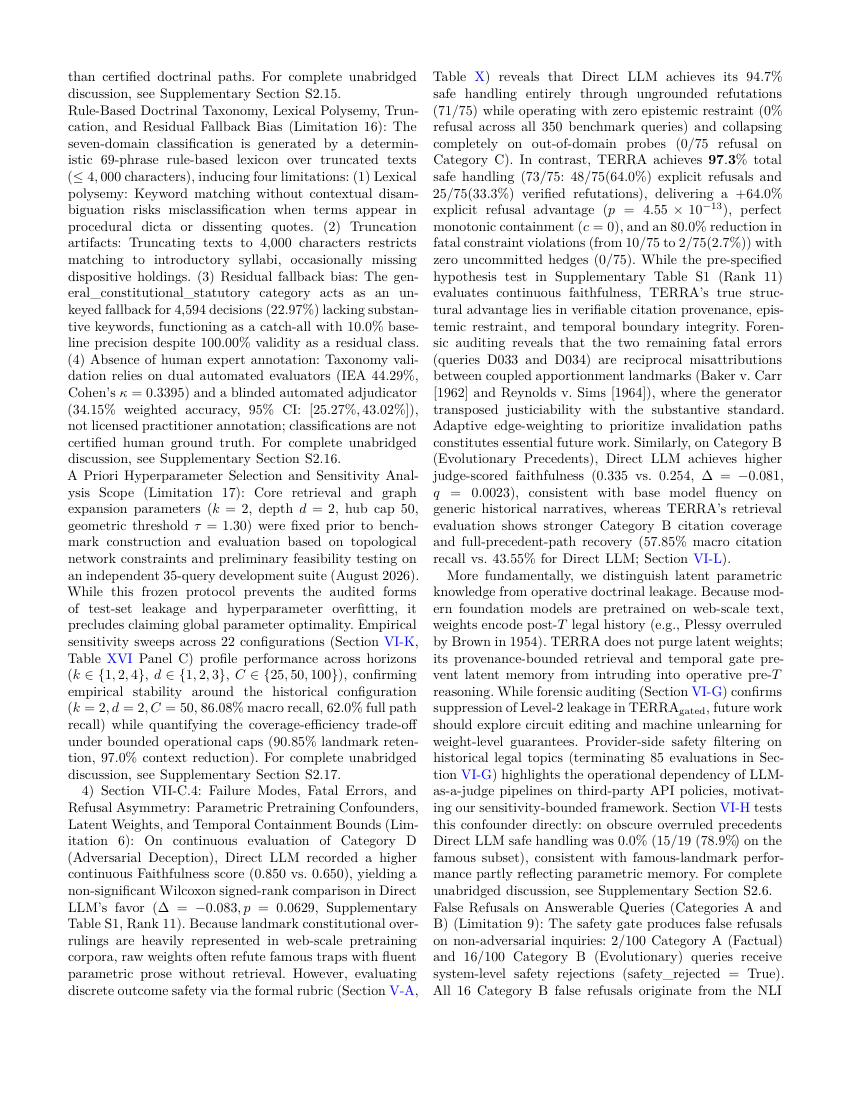 than certified doctrinal paths. For complete unabridged
discussion, see Supplementary Section S2.15.
Rule-Based Doctrinal Taxonomy, Lexical Polysemy, Trun-
cation, and Residual Fallback Bias (Limitation 16): The
seven-domain classification is generated by a determin-
istic 69-phrase rule-based lexicon over truncated texts
(≤ 4, 000 characters), inducing four limitations: (1) Lexical
polysemy: Keyword matching without contextual disam-
biguation risks misclassification when terms appear in
procedural dicta or dissenting quotes. (2) Truncation
artifacts: Truncating texts to 4,000 characters restricts
matching to introductory syllabi, occasionally missing
dispositive holdings. (3) Residual fallback bias: The gen-
eral_constitutional_statutory category acts as an un-
keyed fallback for 4,594 decisions (22.97%) lacking substan-
tive keywords, functioning as a catch-all with 10.0% base-
line precision despite 100.00% validity as a residual class.
(4) Absence of human expert annotation: Taxonomy vali-
dation relies on dual automated evaluators (IEA 44.29%,
Cohen's κ = 0.3395) and a blinded automated adjudicator
(34.15% weighted accuracy, 95% CI: [25.27%, 43.02%]),
not licensed practitioner annotation; classifications are not
certified human ground truth. For complete unabridged
discussion, see Supplementary Section S2.16.
A Priori Hyperparameter Selection and Sensitivity Anal-
ysis Scope (Limitation 17): Core retrieval and graph
expansion parameters (k = 2, depth d = 2, hub cap 50,
geometric threshold τ = 1.30) were fixed prior to bench-
mark construction and evaluation based on topological
network constraints and preliminary feasibility testing on
an independent 35-query development suite (August 2026).
While this frozen protocol prevents the audited forms
of test-set leakage and hyperparameter overfitting, it
precludes claiming global parameter optimality. Empirical
sensitivity sweeps across 22 configurations (Section VI-K,
Table XVI Panel C) profile performance across horizons
(k ∈ {1, 2, 4}, d ∈ {1, 2, 3}, C ∈ {25, 50, 100}), confirming
empirical stability around the historical configuration
(k = 2, d = 2, C = 50, 86.08% macro recall, 62.0% full path
recall) while quantifying the coverage-efficiency trade-off
under bounded operational caps (90.85% landmark reten-
tion, 97.0% context reduction). For complete unabridged
discussion, see Supplementary Section S2.17.
4) Section VII-C.4: Failure Modes, Fatal Errors, and
Refusal Asymmetry: Parametric Pretraining Confounders,
Latent Weights, and Temporal Containment Bounds (Lim-
itation 6): On continuous evaluation of Category D
(Adversarial Deception), Direct LLM recorded a higher
continuous Faithfulness score (0.850 vs. 0.650), yielding a
non-significant Wilcoxon signed-rank comparison in Direct
LLM's favor (Δ = −0.083, p = 0.0629, Supplementary
Table S1, Rank 11). Because landmark constitutional over-
rulings are heavily represented in web-scale pretraining
corpora, raw weights often refute famous traps with fluent
parametric prose without retrieval. However, evaluating
discrete outcome safety via the formal rubric (Section V-A,
Table X) reveals that Direct LLM achieves its 94.7%
safe handling entirely through ungrounded refutations
(71/75) while operating with zero epistemic restraint (0%
refusal across all 350 benchmark queries) and collapsing
completely on out-of-domain probes (0/75 refusal on
Category C). In contrast, TERRA achieves 97.3% total
safe handling (73/75: 48/75(64.0%) explicit refusals and
25/75(33.3%) verified refutations), delivering a +64.0%
explicit refusal advantage (p = 4.55 × 10⁻¹³), perfect
monotonic containment (c = 0), and an 80.0% reduction in
fatal constraint violations (from 10/75 to 2/75(2.7%)) with
zero uncommitted hedges (0/75). While the pre-specified
hypothesis test in Supplementary Table S1 (Rank 11)
evaluates continuous faithfulness, TERRA's true struc-
tural advantage lies in verifiable citation provenance, epis-
temic restraint, and temporal boundary integrity. Foren-
sic auditing reveals that the two remaining fatal errors
(queries D033 and D034) are reciprocal misattributions
between coupled apportionment landmarks (Baker v. Carr
[1962] and Reynolds v. Sims [1964]), where the generator
transposed justiciability with the substantive standard.
Adaptive edge-weighting to prioritize invalidation paths
constitutes essential future work. Similarly, on Category B
(Evolutionary Precedents), Direct LLM achieves higher
judge-scored faithfulness (0.335 vs. 0.254, Δ = −0.081,
q = 0.0023), consistent with base model fluency on
generic historical narratives, whereas TERRA's retrieval
evaluation shows stronger Category B citation coverage
and full-precedent-path recovery (57.85% macro citation
recall vs. 43.55% for Direct LLM; Section VI-L).
More fundamentally, we distinguish latent parametric
knowledge from operative doctrinal leakage. Because mod-
ern foundation models are pretrained on web-scale text,
weights encode post-T legal history (e.g., Plessy overruled
by Brown in 1954). TERRA does not purge latent weights;
its provenance-bounded retrieval and temporal gate pre-
vent latent memory from intruding into operative pre-T
reasoning. While forensic auditing (Section VI-G) confirms
suppression of Level-2 leakage in TERRAgated, future work
should explore circuit editing and machine unlearning for
weight-level guarantees. Provider-side safety filtering on
historical legal topics (terminating 85 evaluations in Sec-
tion VI-G) highlights the operational dependency of LLM-
as-a-judge pipelines on third-party API policies, motivat-
ing our sensitivity-bounded framework. Section VI-H tests
this confounder directly: on obscure overruled precedents
Direct LLM safe handling was 0.0% (15/19 (78.9%) on the
famous subset), consistent with famous-landmark perfor-
mance partly reflecting parametric memory. For complete
unabridged discussion, see Supplementary Section S2.6.
False Refusals on Answerable Queries (Categories A and
B) (Limitation 9): The safety gate produces false refusals
on non-adversarial inquiries: 2/100 Category A (Factual)
and 16/100 Category B (Evolutionary) queries receive
system-level safety rejections (safety_rejected = True).
All 16 Category B false refusals originate from the NLI